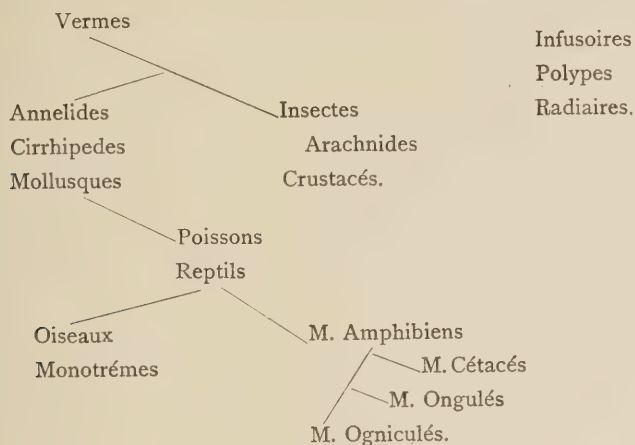 Vermes
Infusoires
Polypes
Radiaires.
Annelides
Cirrhipedes
Mollusques
Insectes
Arachnides
Crustacés.
Poissons
Reptils
Oiseaux
Monotrémes
M. Amphibiens
M. Cétacés
M. Ongulés
M. Ogniculés.